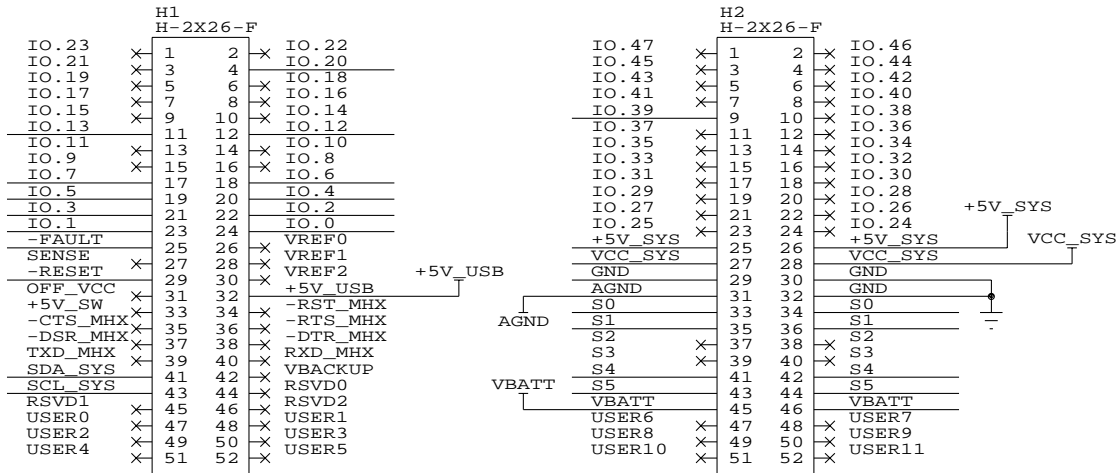 H1
H-2X26-F
IO.23 1 2 IO.22
IO.21 3 4 IO.20
IO.19 5 6 IO.18
IO.17 7 8 IO.16
IO.15 9 10 IO.14
IO.13 11 12 IO.12
IO.11 13 14 IO.10
IO.9 15 16 IO.8
IO.7 17 18 IO.6
IO.5 19 20 IO.4
IO.3 21 22 IO.2
IO.1 23 24 IO.0
-FAULT 25 26 VREF0
SENSE 27 28 VREF1
-RESET 29 30 VREF2
OFF_VCC 31 32 +5V_USB
+5V_USB
+5V_SW 33 34 -RST_MHX
-CTS_MHX 35 36 -RTS_MHX
-DSR_MHX 37 38 -DTR_MHX
TXD_MHX 39 40 RXD_MHX
SDA_SYS 41 42 VBACKUP
SCL_SYS 43 44 RSVD0
RSVD1 45 46 RSVD2
USER0 47 48 USER1
USER2 49 50 USER3
USER4 51 52 USER5
H2
H-2X26-F
IO.47 1 2 IO.46
IO.45 3 4 IO.44
IO.43 5 6 IO.42
IO.41 7 8 IO.40
IO.39 9 10 IO.38
IO.37 11 12 IO.36
IO.35 13 14 IO.34
IO.33 15 16 IO.32
IO.31 17 18 IO.30
IO.29 19 20 IO.28
IO.27 21 22 IO.26
IO.25 23 24 IO.24
+5V_SYS
+5V_SYS 25 26 +5V_SYS
VCC_SYS
VCC_SYS 27 28 VCC_SYS
GND 29 30 GND
AGND 31 32 GND
AGND
S0 33 34 S0
S1 35 36 S1
S2 37 38 S2
S3 39 40 S3
S4 41 42 S4
VBATT
S5 43 44 S5
VBATT 45 46 VBATT
USER6 47 48 USER7
USER8 49 50 USER9
USER10 51 52 USER11